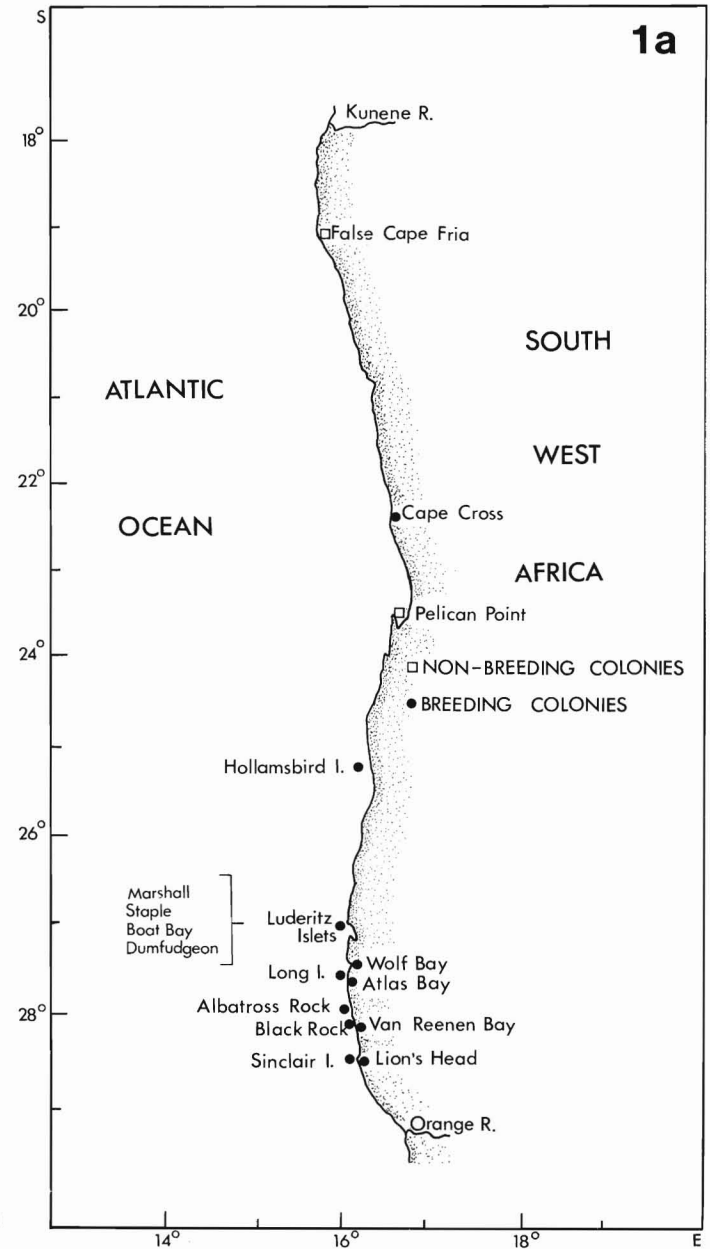 S
1a
Kunene R.
18°
False Cape Fria
20°
SOUTH
ATLANTIC
WEST
22°
Cape Cross
OCEAN
AFRICA
Pelican Point
24°
NON-BREEDING COLONIES
BREEDING COLONIES
Hollamsbird I.
26°
Marshall
Staple
Boat Bay
Dumfudgeon
Luderitz
Islets
Wolf Bay
Long I.
Atlas Bay
Albatross Rock
28°
Black Rock
Van Reenen Bay
Sinclair I.
Lion's Head
Orange R.
14°
16°
18°
E